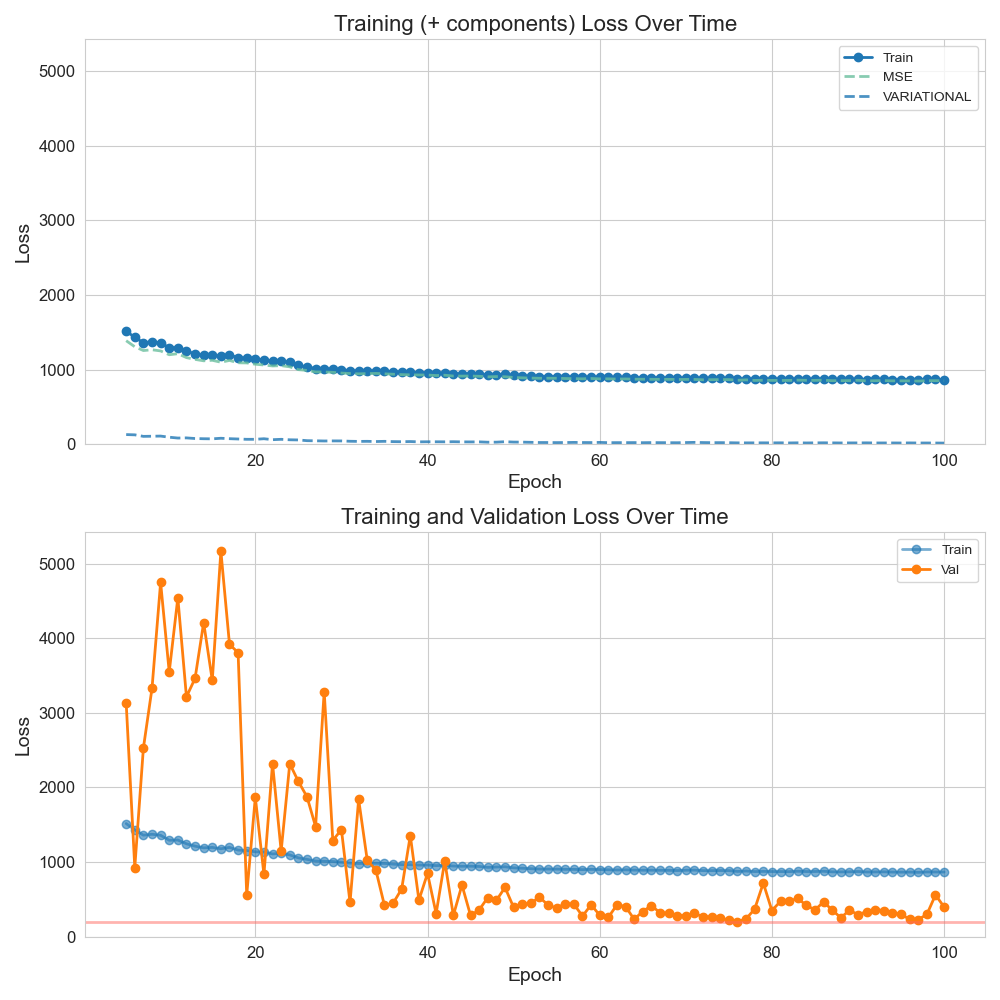 Training (+ components) Loss Over Time
Train
MSE
VARIATIONAL
5000
4000
3000
2000
1000
0
Loss
20 40 60 80 100
Epoch
Training and Validation Loss Over Time
Train
Val
5000
4000
3000
2000
1000
0
Loss
20 40 60 80 100
Epoch